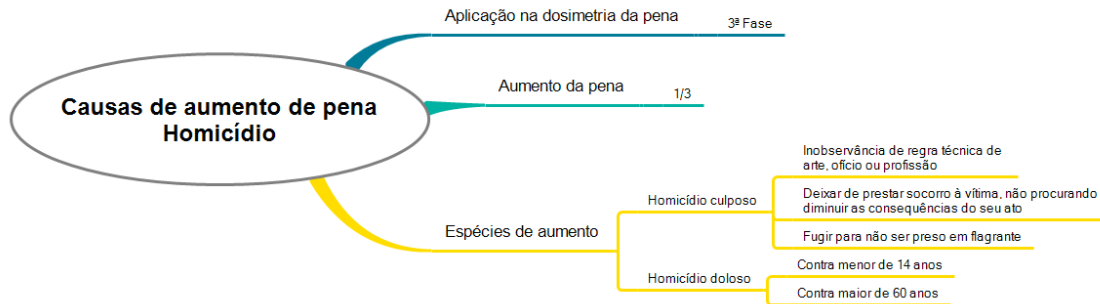 Aplicação na dosimetria da pena
3ª Fase
Aumento da pena
1/3
Causas de aumento de pena
Homicídio
Espécies de aumento
Homicídio culposo
Inobservância de regra técnica de
arte, ofício ou profissão
Deixar de prestar socorro à vítima, não procurando
diminuir as consequências do seu ato
Fugir para não ser preso em flagrante
Homicídio doloso
Contra menor de 14 anos
Contra maior de 60 anos